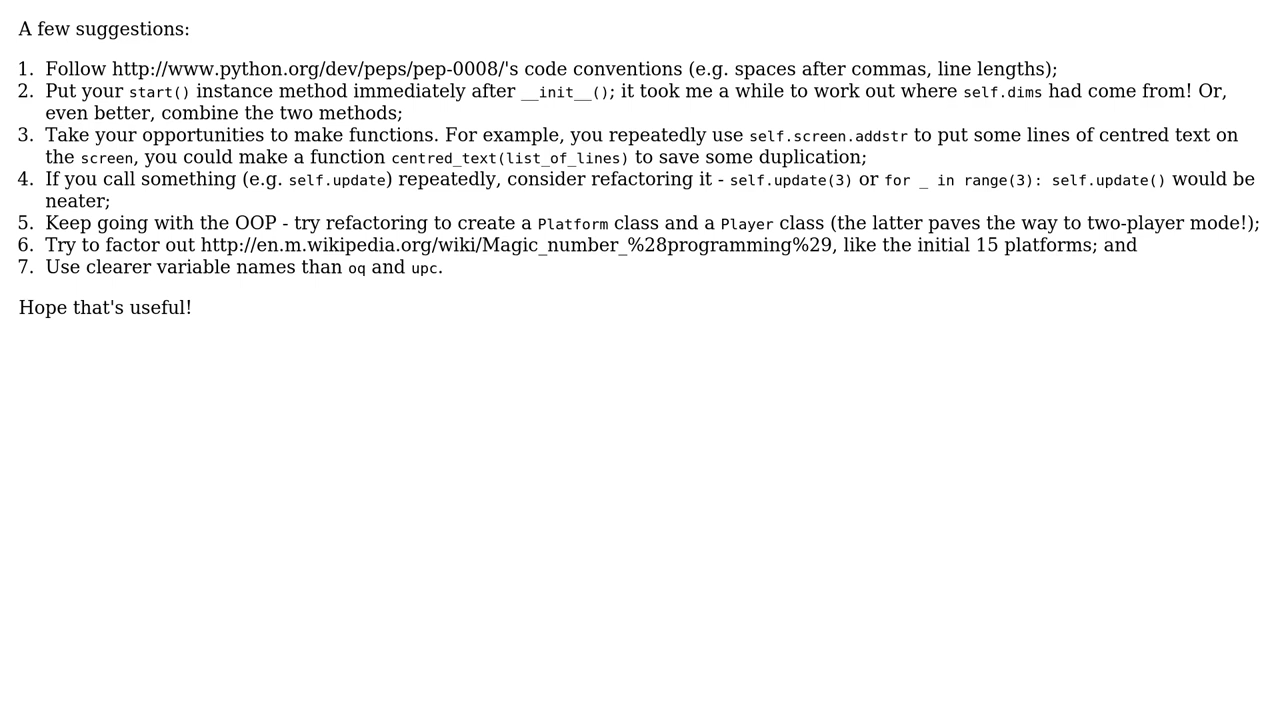 A few suggestions:
1. Follow http://www.python.org/dev/peps/pep-0008/'s code conventions (e.g. spaces after commas, line lengths);
2. Put your start() instance method immediately after __init__(); it took me a while to work out where self.dims had come from! Or,
even better, combine the two methods;
3. Take your opportunities to make functions. For example, you repeatedly use self.screen.addstr to put some lines of centred text on
the screen, you could make a function centred_text(list_of_lines) to save some duplication;
4. If you call something (e.g. self.update) repeatedly, consider refactoring it - self.update(3) or for _ in range(3): self.update() would be
neater;
5. Keep going with the OOP - try refactoring to create a Platform class and a Player class (the latter paves the way to two-player mode!);
6. Try to factor out http://en.m.wikipedia.org/wiki/Magic_number_%28programming%29, like the initial 15 platforms; and
7. Use clearer variable names than oq and upc.
Hope that's useful!